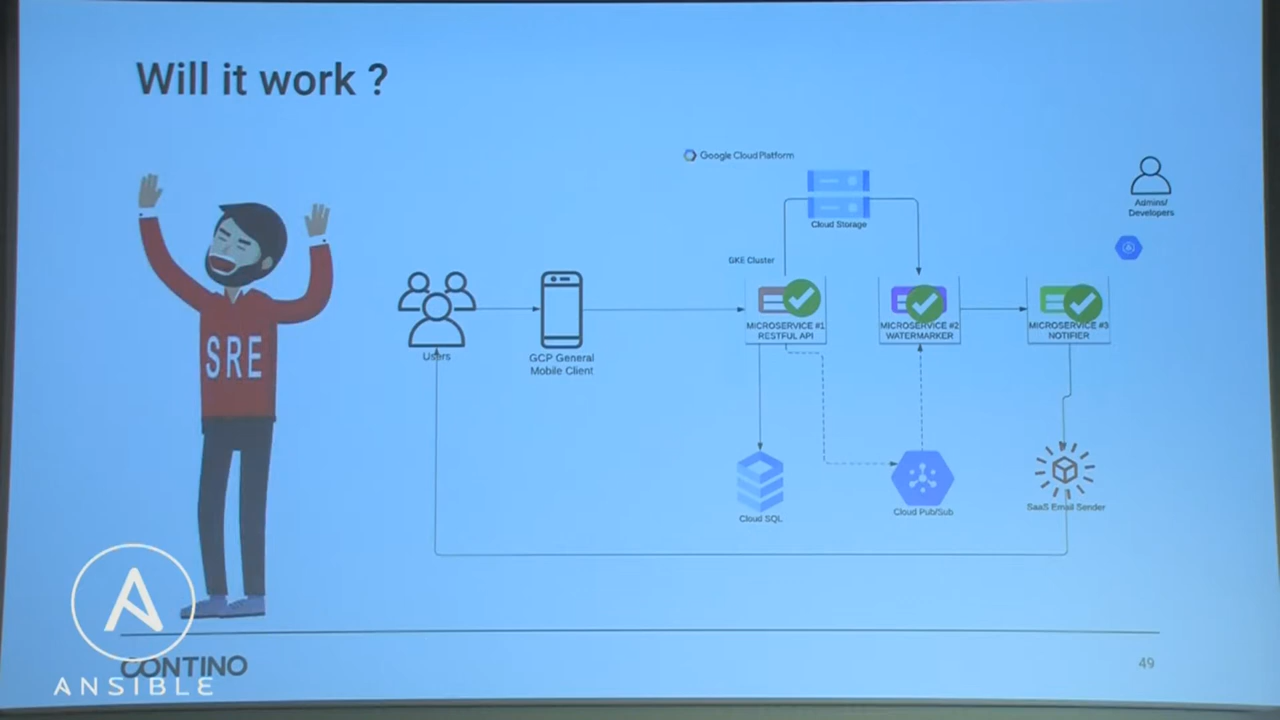 Will it work ?
Google Cloud Platform
Cloud Storage
Admins/
Developers
GKE Cluster
SRE
Users
GCP General
Mobile Client
MICROSERVICE #1
RESTFUL API
MICROSERVICE #2
WATERMARKER
MICROSERVICE #3
NOTIFIER
Cloud SQL
Cloud Pub/Sub
SaaS Email Sender
CONTINO
ANSIBLE
49